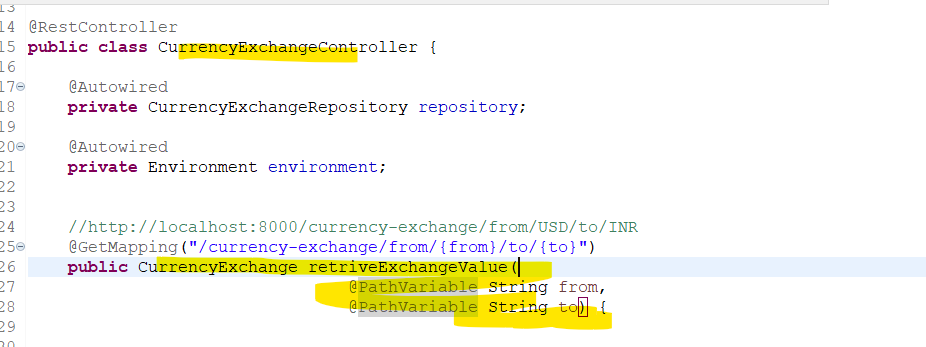 13
14 @RestController
15 public class CurrencyExchangeController {
16
17 @Autowired
18 private CurrencyExchangeRepository repository;
19
20 @Autowired
21 private Environment environment;
22
23
24 //http://localhost:8000/currency-exchange/from/USD/to/INR
25 @GetMapping("/currency-exchange/from/{from}/to/{to}")
26 public CurrencyExchange retriveExchangeValue(
27 @PathVariable String from,
28 @PathVariable String to) {
29